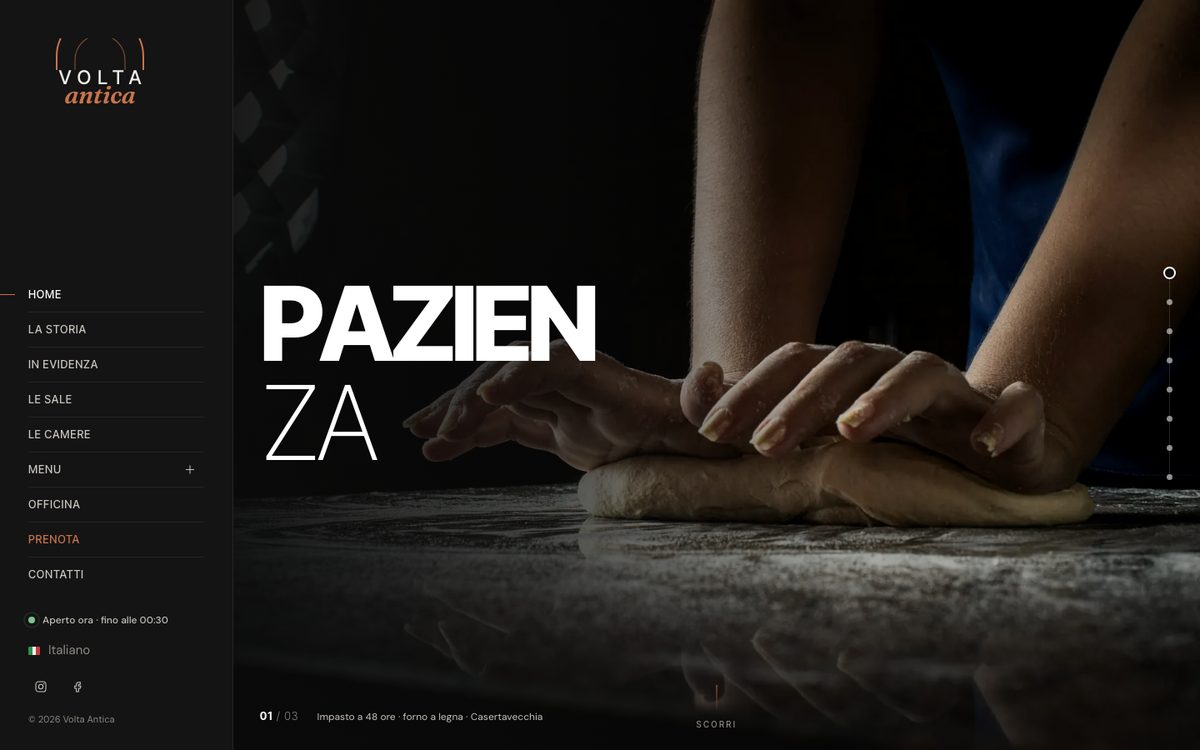 VOLTA
antica
HOME
LA STORIA
IN EVIDENZA
LE SALE
LE CAMERE
MENU
OFFICINA
PRENOTA
CONTATTI
Aperto ora · fino alle 00:30
Italiano
© 2026 Volta Antica
PAZIEN
ZA
01 / 03 Impasto a 48 ore · forno a legna · Casertavecchia
SCORRI